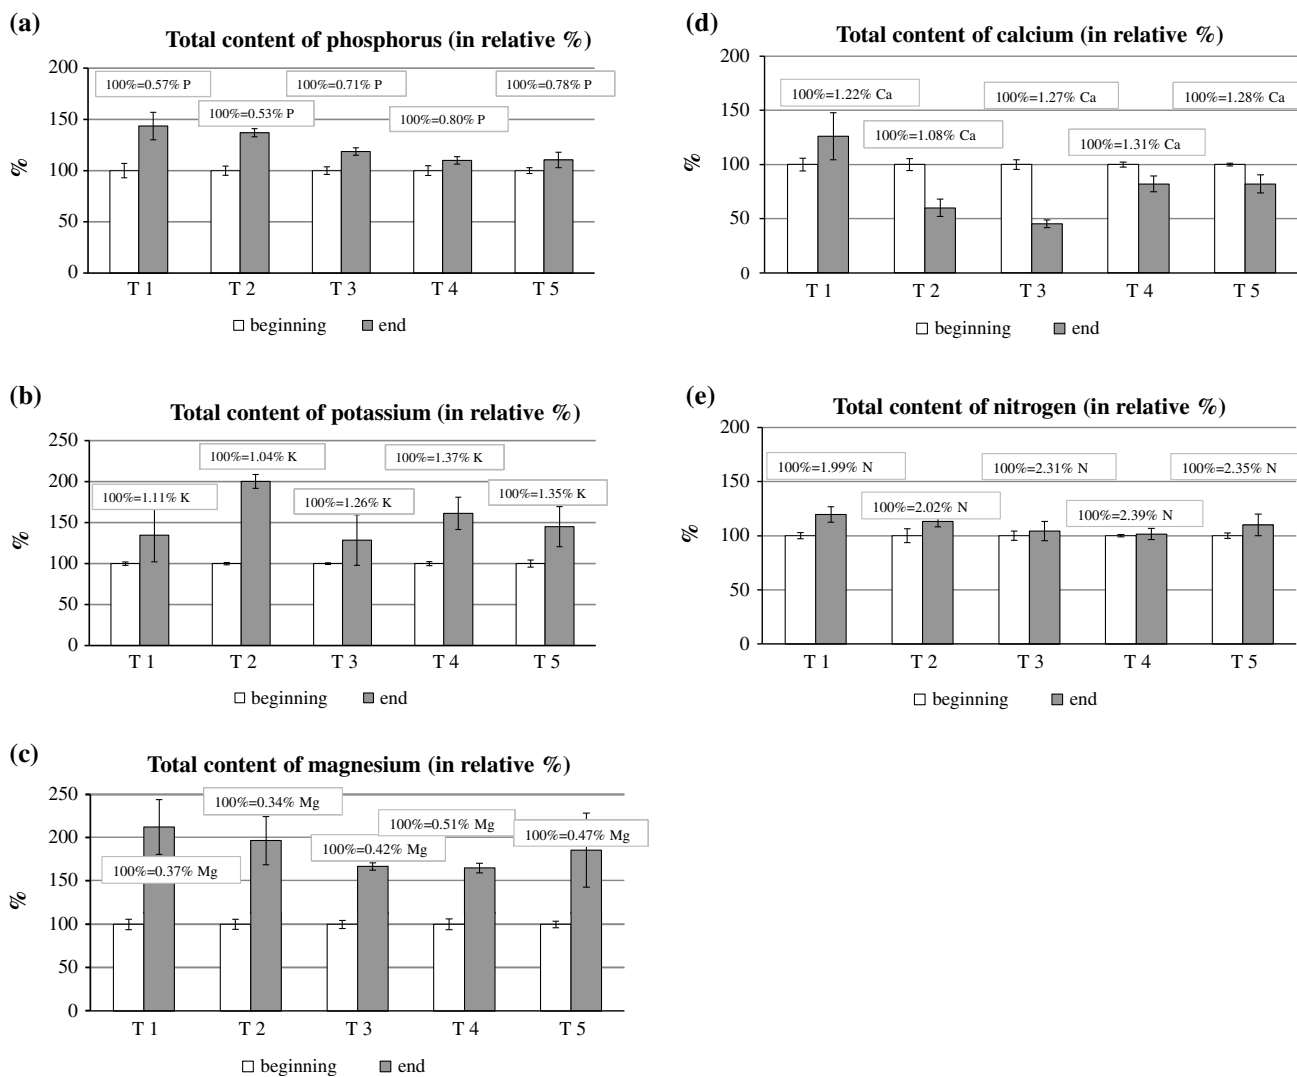 (a)
Total content of phosphorus (in relative %)
200
150
100
50
0
%
100%=0.57% P
100%=0.53% P
100%=0.71% P
100%=0.80% P
100%=0.78% P
T 1 T 2 T 3 T 4 T 5
beginning end
(b)
Total content of potassium (in relative %)
250
200
150
100
50
0
%
100%=1.11% K
100%=1.04% K
100%=1.26% K
100%=1.37% K
100%=1.35% K
T 1 T 2 T 3 T 4 T 5
beginning end
(c)
Total content of magnesium (in relative %)
250
200
150
100
50
0
%
100%=0.37% Mg
100%=0.34% Mg
100%=0.42% Mg
100%=0.51% Mg
100%=0.47% Mg
T 1 T 2 T 3 T 4 T 5
beginning end
(d)
Total content of calcium (in relative %)
200
150
100
50
0
%
100%=1.22% Ca
100%=1.08% Ca
100%=1.27% Ca
100%=1.31% Ca
100%=1.28% Ca
T 1 T 2 T 3 T 4 T 5
beginning end
(e)
Total content of nitrogen (in relative %)
200
150
100
50
0
%
100%=1.99% N
100%=2.02% N
100%=2.31% N
100%=2.39% N
100%=2.35% N
T 1 T 2 T 3 T 4 T 5
beginning end